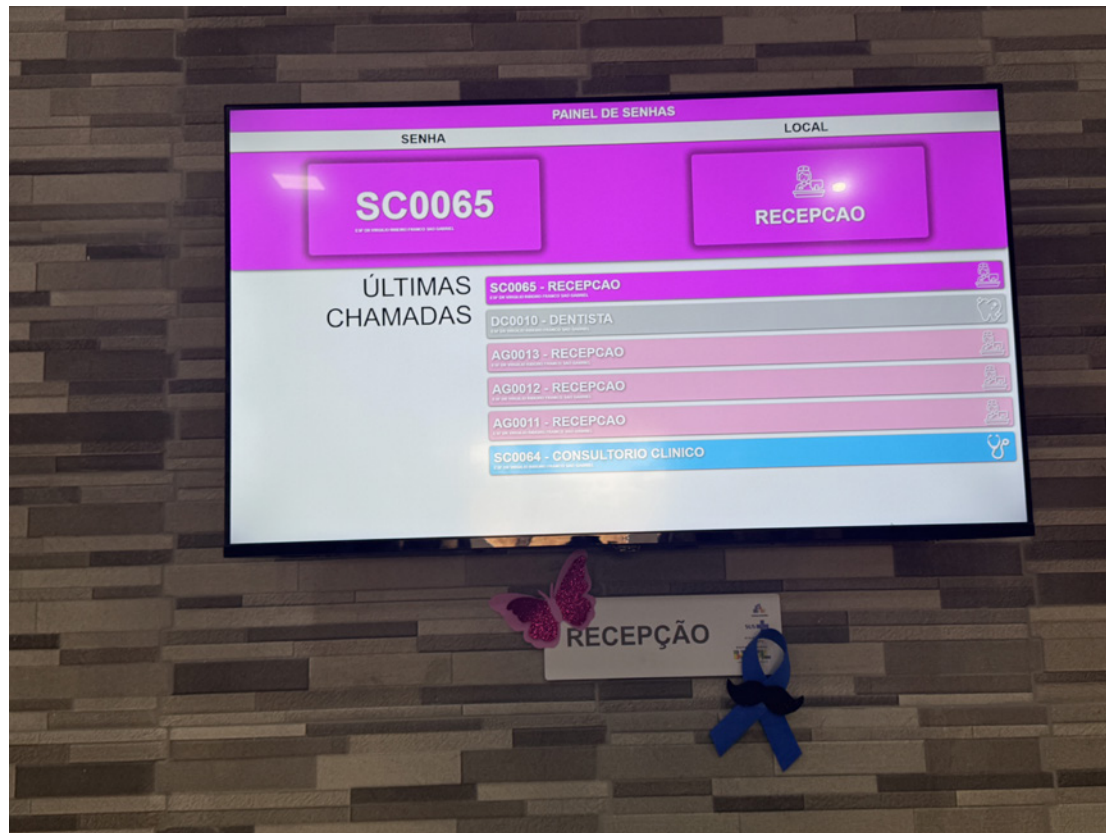 PAINEL DE SENHAS
SENHA
LOCAL
SC0065
RECEPCAO
ÚLTIMAS
CHAMADAS
SC0065 - RECEPCAO
DC0010 - DENTISTA
AG0013 - RECEPCAO
AG0012 - RECEPCAO
AG0011 - RECEPCAO
SC0064 - CONSULTORIO CLINICO
RECEPÇÃO